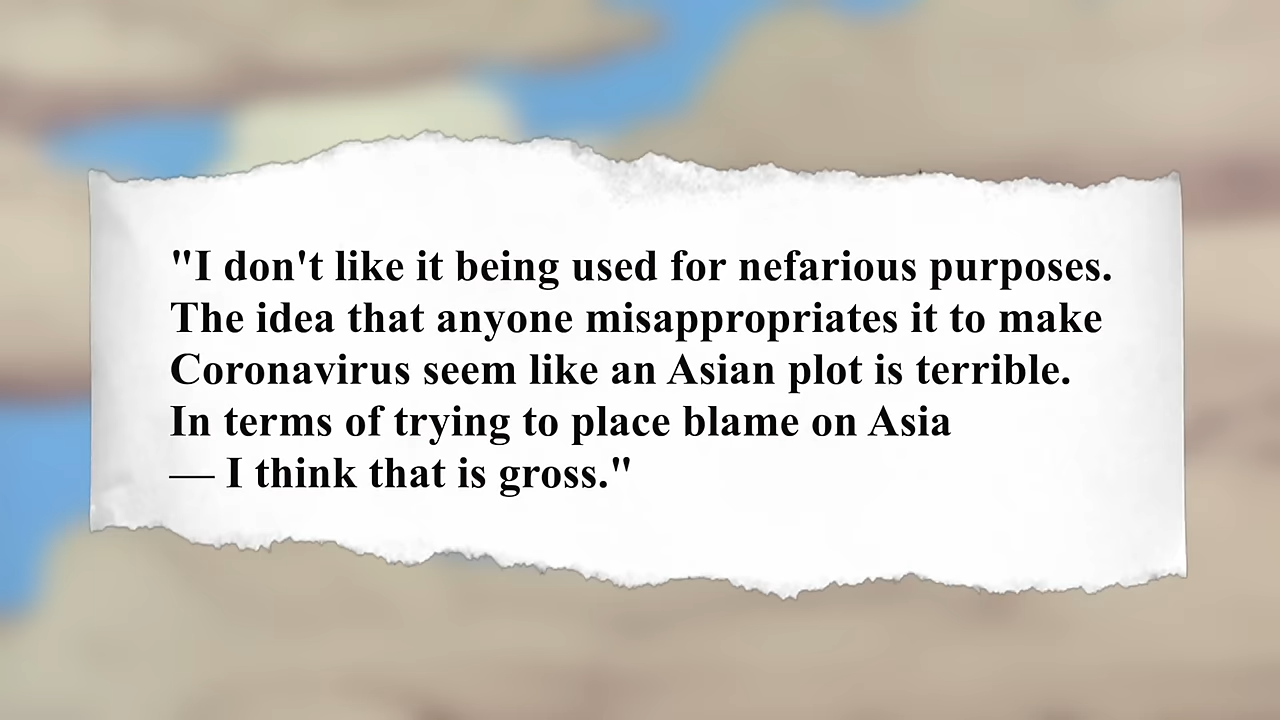 "I don't like it being used for nefarious purposes.
The idea that anyone misappropriates it to make
Coronavirus seem like an Asian plot is terrible.
In terms of trying to place blame on Asia
— I think that is gross."